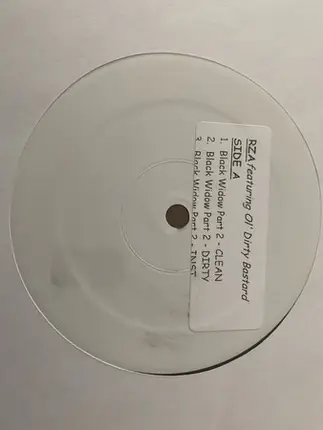 RZA featuring Ol' Dirty Bastard
SIDE A
1. Black Widow Part 2 - CLEAN
2. Black Widow Part 2 - DIRTY
3. Black Widow Part 2 - INST